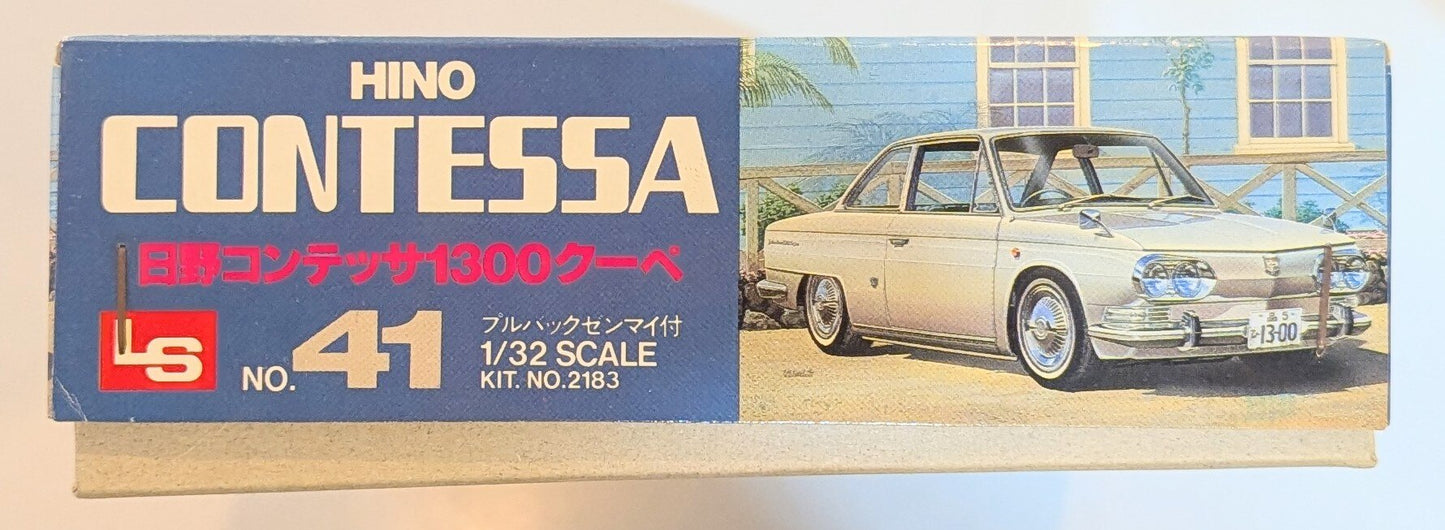 HINO
CONTESSA
日野コンテッサ1300クーペ
LS
NO. 41
プルバックゼンマイ付
1/32 SCALE
KIT. NO.2183
13-00